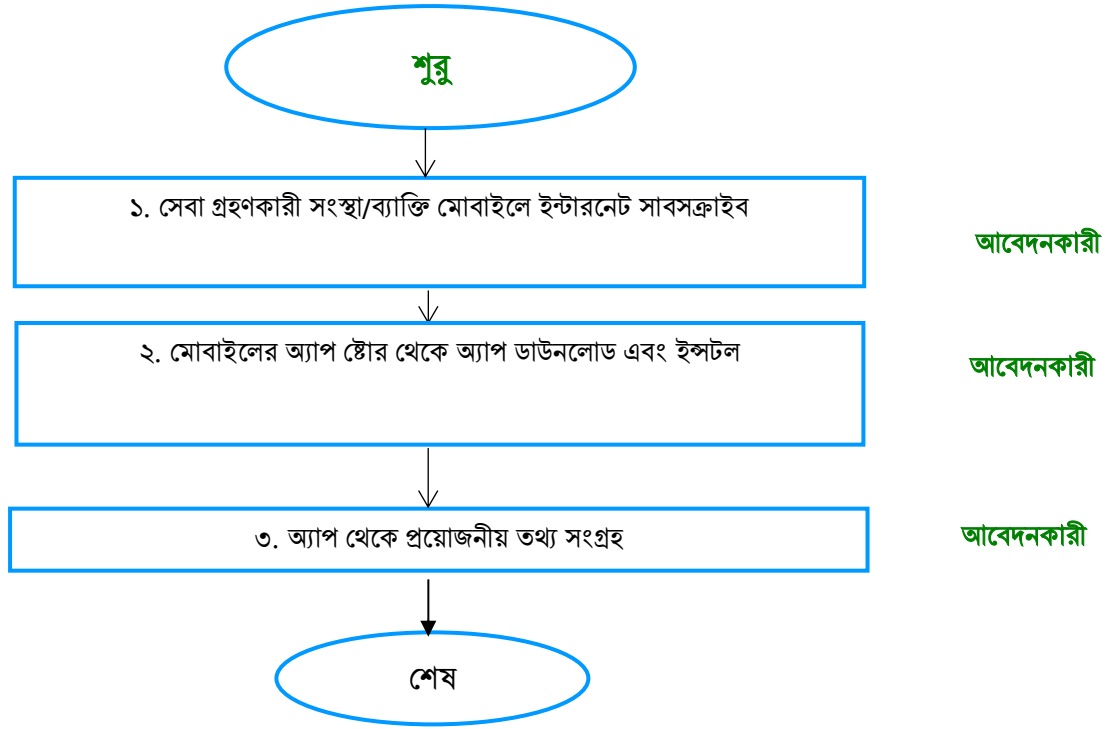 শুরু
১. সেবা গ্রহণকারী সংস্থা/ব্যাক্তি মোবাইলে ইন্টারনেট সাবসক্রাইব
আবেদনকারী
২. মোবাইলের অ্যাপ ষ্টোর থেকে অ্যাপ ডাউনলোড এবং ইন্সটল
আবেদনকারী
৩. অ্যাপ থেকে প্রয়োজনীয় তথ্য সংগ্রহ
আবেদনকারী
শেষ